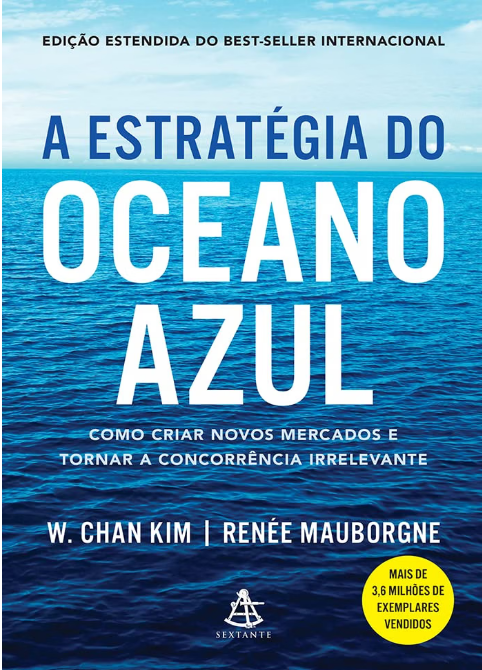 EDIÇÃO ESTENDIDA DO BEST-SELLER INTERNACIONAL
A ESTRATÉGIA DO
OCEANO
AZUL
COMO CRIAR NOVOS MERCADOS E
TORNAR A CONCORRÊNCIA IRRELEVANTE
W. CHAN KIM | RENÉE MAUBORGNE
MAIS DE
3,6 MILHÕES DE
EXEMPLARES
VENDIDOS
SEXTANTE